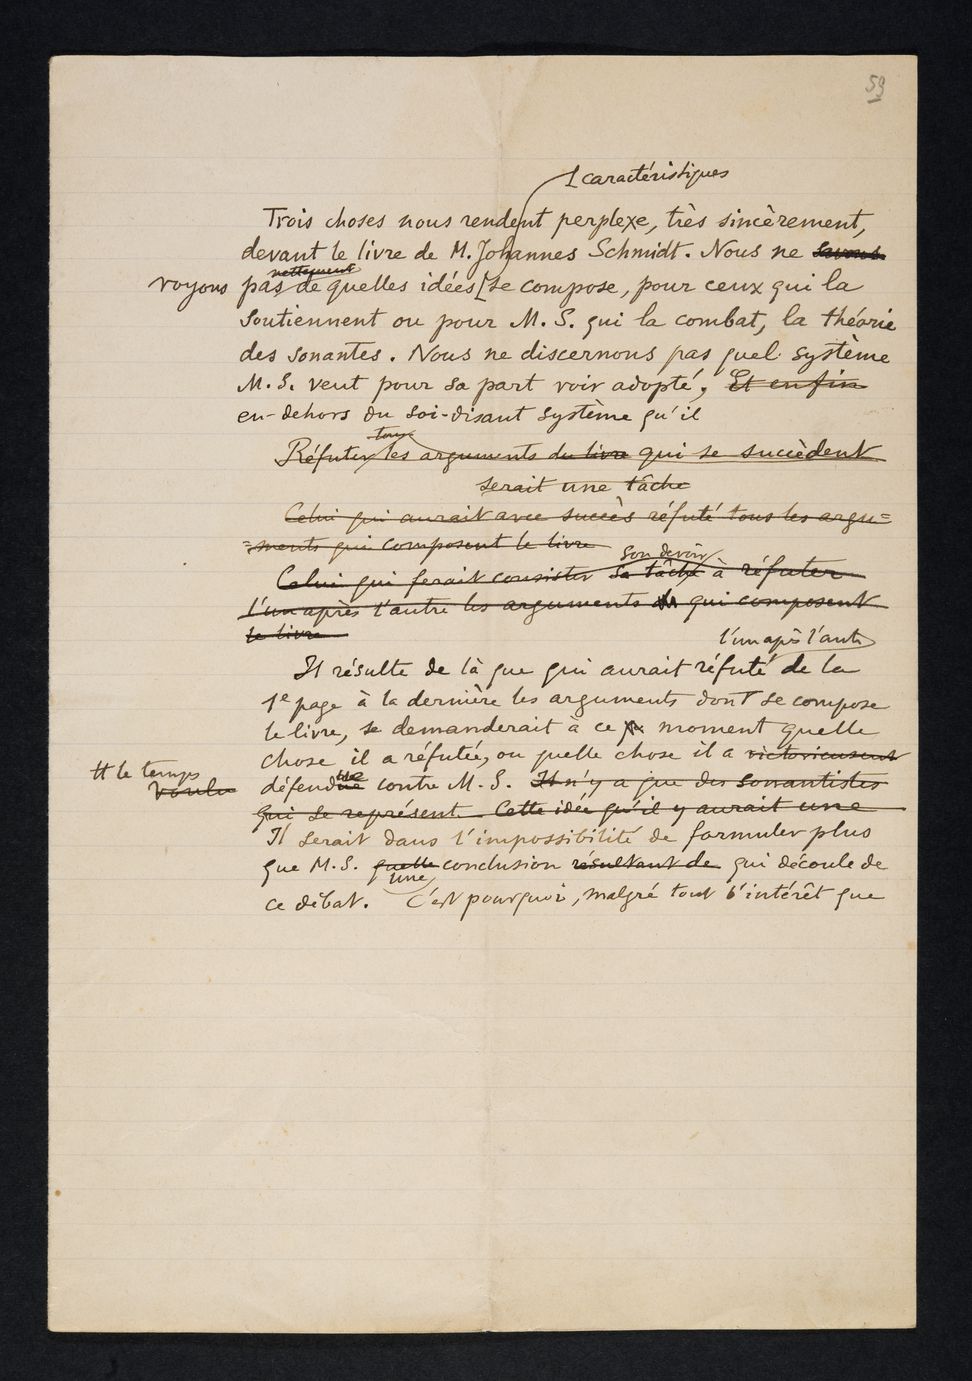 59
caractéristiques
Trois choses nous rendent perplexe, très sincèrement,
devant le livre de M. Johannes Schmidt. Nous ne savons
nettement
voyons pas de quelles idées [se compose, pour ceux qui la
soutiennent ou pour M. S. qui la combat, la théorie
des sonantes. Nous ne discernons pas quel système
M. S. veut pour sa part voir adopté, Et enfin
en-dehors du soi-disant système qu'il
tous
Réfuter les arguments du livre qui se succèdent
serait une tâche
Celui qui aurait avec succès réfuté tous les argu=
=ments qui composent le livre
son devoir
Celui qui ferait consister sa tâche à réfuter
l'un après l'autre les arguments qui composent
le livre
l'un apès l'aut
Il résulte de là que qui aurait réfuté de la
1e page à la dernière les arguments dont se compose
le livre, se demanderait à ce moment quelle
chose il a réfutée, ou quelle chose il a victorieusemt
tt le temps
voulu
défendue contre M. S. Il n'y a que des sonantistes
qui se représent. Cette idée qu'il y aurait une
Il serait dans l'impossibilité de formuler plus
que M. S. quelle conclusion résultant de qui découle de
une
ce débat. C'est pourquoi, malgré tout l'intérêt que